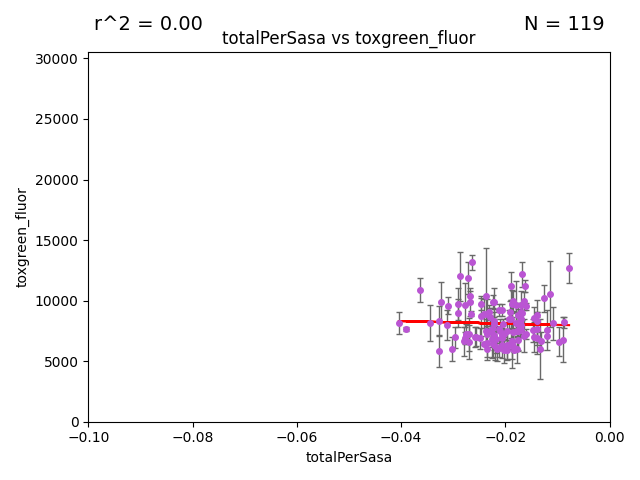 r^2 = 0.00
N = 119
totalPerSasa vs toxgreen_fluor
30000
25000
20000
15000
10000
5000
0
toxgreen_fluor
−0.10
−0.08
−0.06
−0.04
−0.02
0.00
totalPerSasa